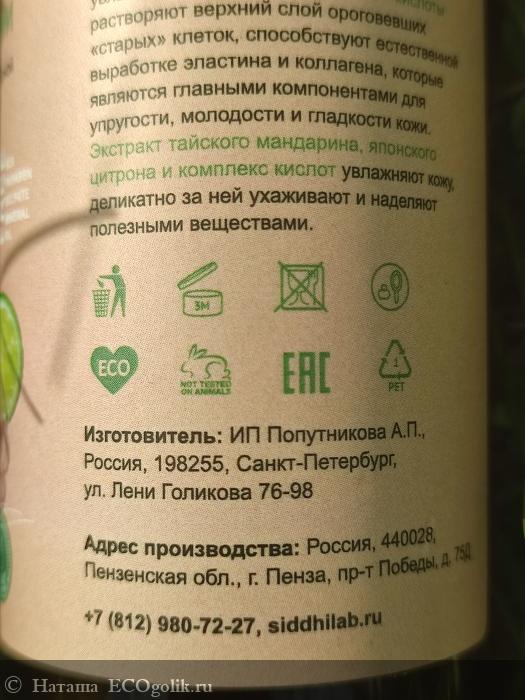 кислоты
растворяют верхний слой ороговевших
«старых» клеток, способствуют естественной
выработке эластина и коллагена, которые
являются главными компонентами для
упругости, молодости и гладкости кожи.
Экстракт тайского мандарина, японского
цитрона и комплекс кислот увлажняют кожу,
деликатно за ней ухаживают и наделяют
полезными веществами.
3M
ECO
NOT TESTED
ON ANIMALS
EAC
1
PET
Изготовитель: ИП Попутникова А.П.,
Россия, 198255, Санкт-Петербург,
ул. Лени Голикова 76-98
Адрес производства: Россия, 440028,
Пензенская обл., г. Пенза, пр-т Победы, д. 75Д
+7 (812) 980-72-27, siddhilab.ru
© Наташа ECOgolik.ru